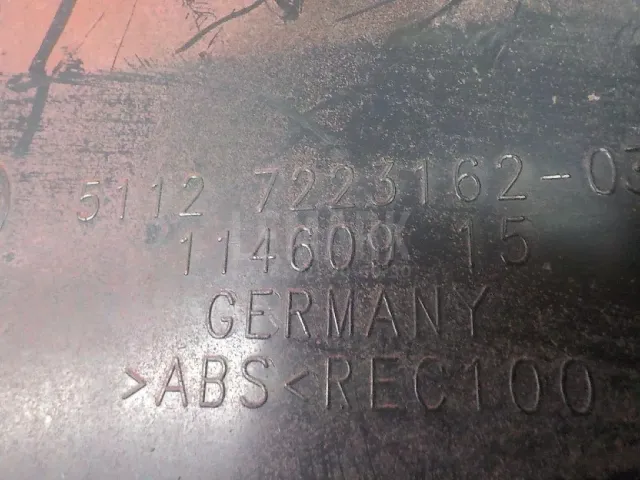 5112 7223162-03
114609 15
GERMANY
>ABS<REC100